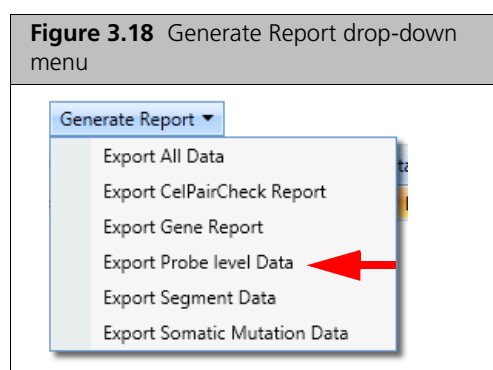 Figure 3.18 Generate Report drop-down
menu
Generate Report
Export All Data
Export CelPairCheck Report
Export Gene Report
Export Probe level Data
Export Segment Data
Export Somatic Mutation Data